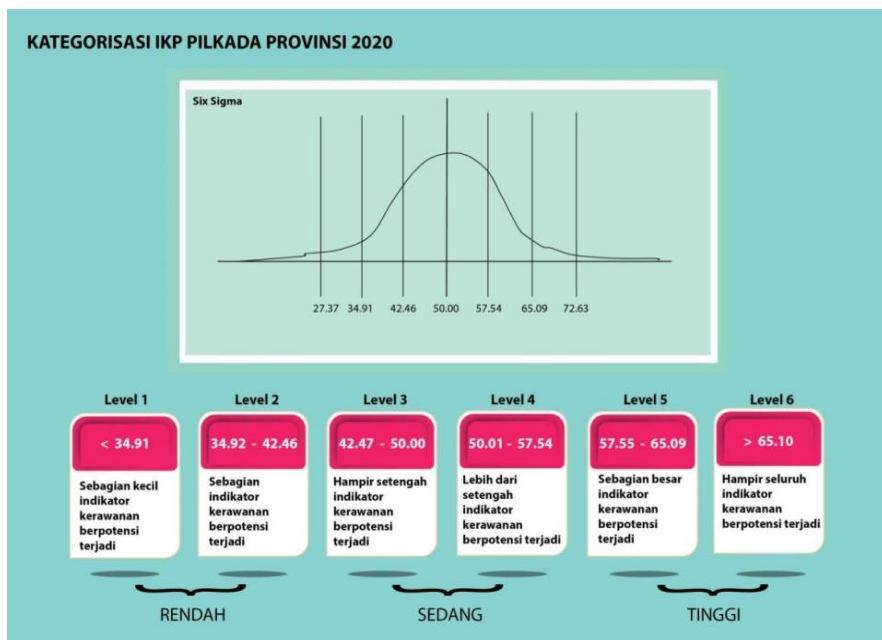 KATEGORISASI IKP PILKADA PROVINSI 2020
Six Sigma
27.37 34.91 42.46 50.00 57.54 65.09 72.63
Level 1
< 34.91
Sebagian kecil
indikator
kerawanan
berpotensi
terjadi
Level 2
34.92 - 42.46
Sebagian
indikator
kerawanan
berpotensi
terjadi
Level 3
42.47 - 50.00
Hampir setengah
indikator
kerawanan
berpotensi
terjadi
Level 4
50.01 - 57.54
Lebih dari
setengah
indikator
kerawanan
berpotensi terjadi
Level 5
57.55 - 65.09
Sebagian besar
indikator
kerawanan
berpotensi
terjadi
Level 6
> 65.10
Hampir seluruh
indikator
kerawanan
berpotensi terjadi
RENDAH
SEDANG
TINGGI